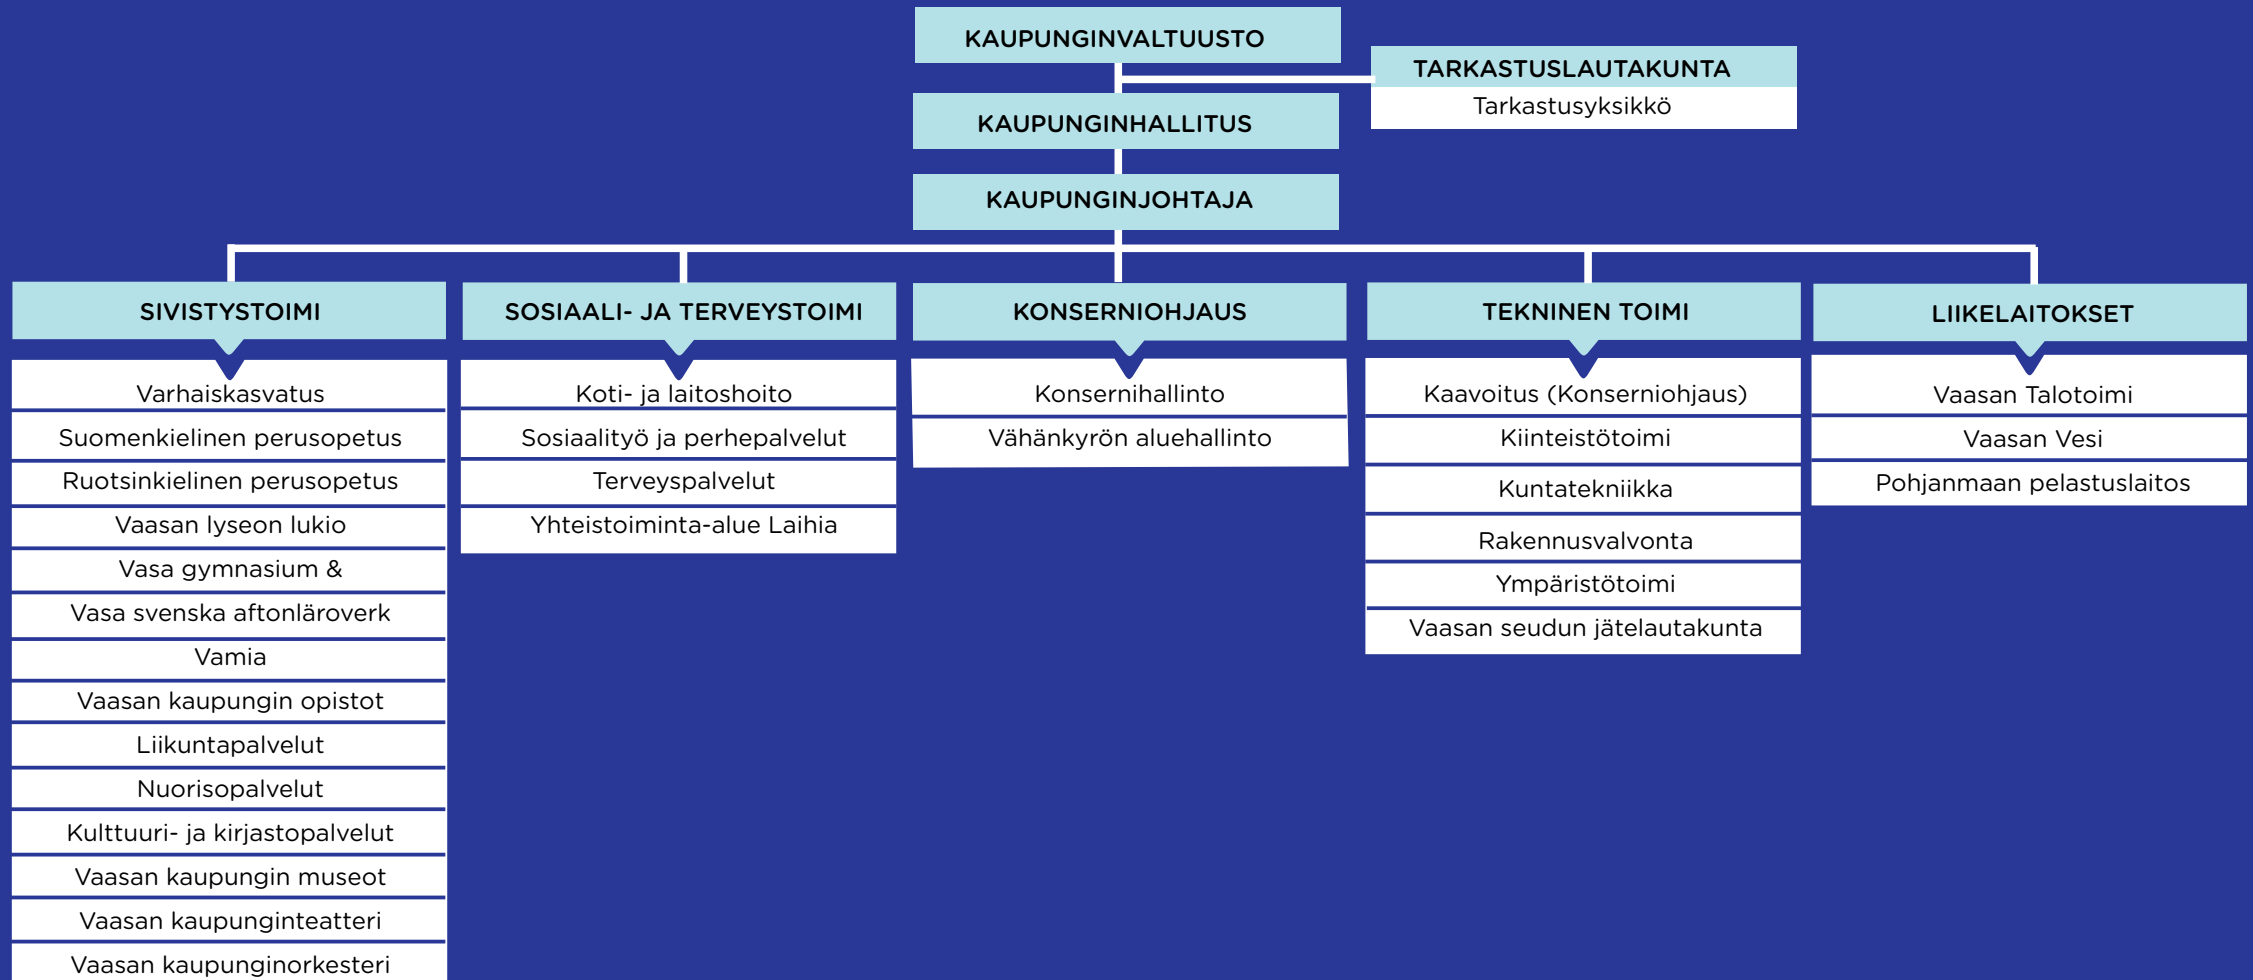 KAUPUNGINVALTUUSTO
TARKASTUSLAUTAKUNTA
Tarkastusyksikkö
KAUPUNGINHALLITUS
KAUPUNGINJOHTAJA
SIVISTYSTOIMI
Varhaiskasvatus
Suomenkielinen perusopetus
Ruotsinkielinen perusopetus
Vaasan lyseon lukio
Vasa gymnasium &
Vasa svenska aftonläroverk
Vamia
Vaasan kaupungin opistot
Liikuntapalvelut
Nuorisopalvelut
Kulttuuri- ja kirjastopalvelut
Vaasan kaupungin museot
Vaasan kaupunginteatteri
Vaasan kaupunginorkesteri
SOSIAALI- JA TERVEYSTOIMI
Koti- ja laitoshoito
Sosiaalityö ja perhepalvelut
Terveyspalvelut
Yhteistoiminta-alue Laihia
KONSERNIOHJAUS
Konsernihallinto
Vähänkyrön aluehallinto
TEKNINEN TOIMI
Kaavoitus (Konserniohjaus)
Kiinteistötoimi
Kuntatekniikka
Rakennusvalvonta
Ympäristötoimi
Vaasan seudun jätelautakunta
LIIKELAITOKSET
Vaasan Talotoimi
Vaasan Vesi
Pohjanmaan pelastuslaitos